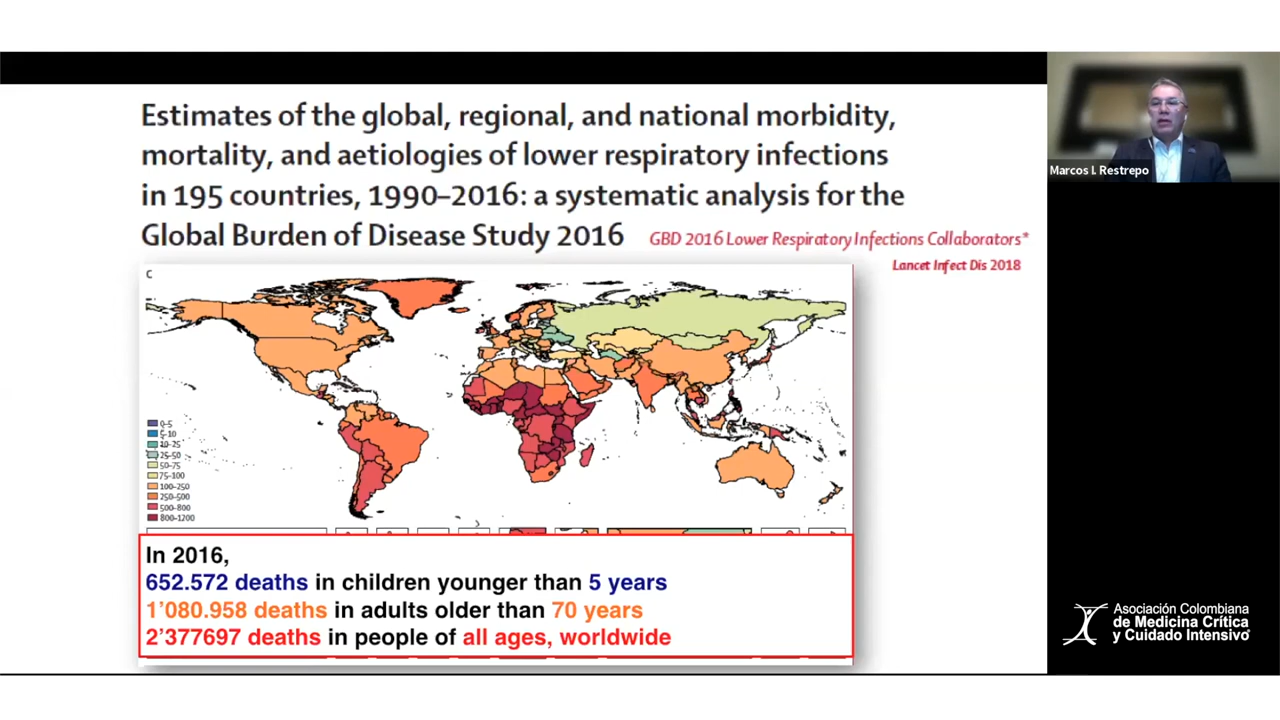 Estimates of the global, regional, and national morbidity,
mortality, and aetiologies of lower respiratory infections
in 195 countries, 1990–2016: a systematic analysis for the
Global Burden of Disease Study 2016
GBD 2016 Lower Respiratory Infections Collaborators*
Lancet Infect Dis 2018
Marcos I. Restrepo
C
0–5
5–10
10–25
25–50
50–75
75–100
100–250
250–500
500–800
800–1200
In 2016,
652.572 deaths in children younger than 5 years
1’080.958 deaths in adults older than 70 years
2’377697 deaths in people of all ages, worldwide
Asociación Colombiana
de Medicina Crítica
y Cuidado Intensivo